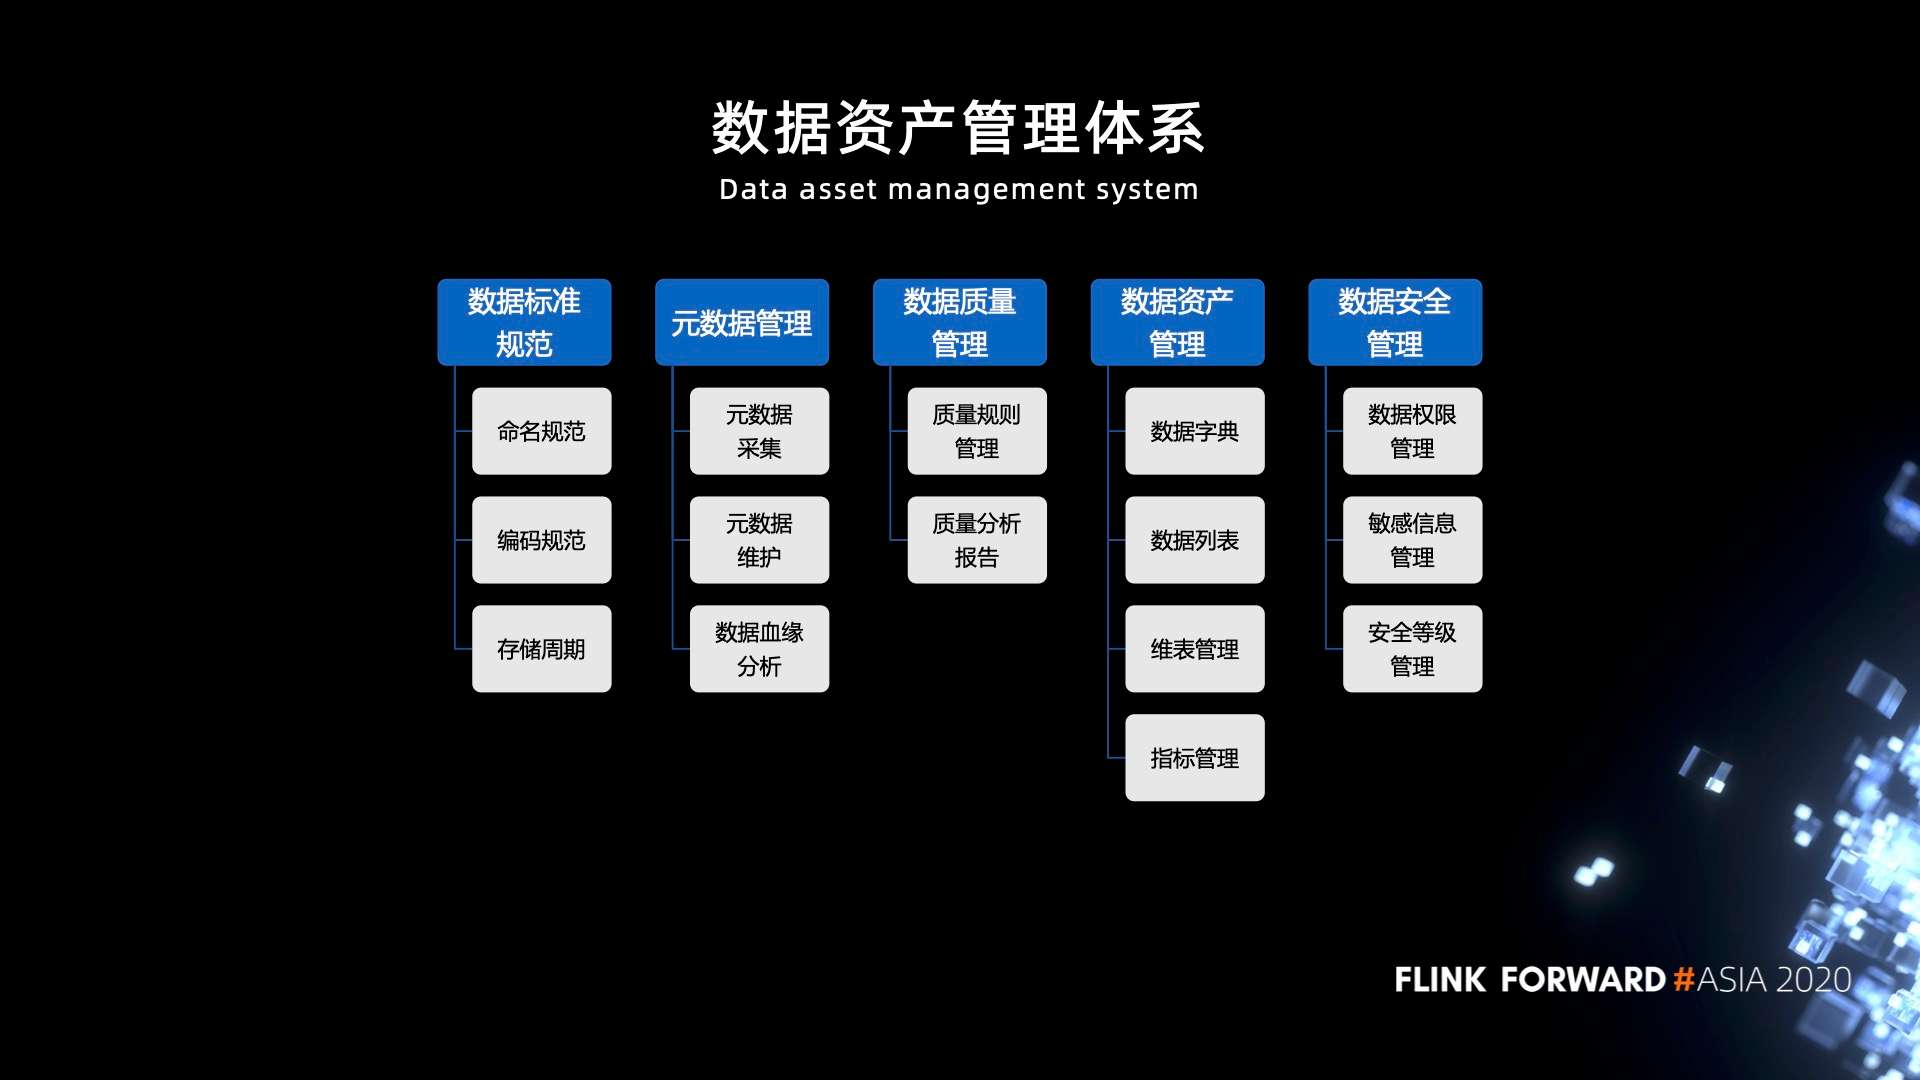 数据资产管理体系
Data asset management system
数据标准
规范
命名规范
编码规范
存储周期
元数据管理
元数据
采集
元数据
维护
数据血缘
分析
数据质量
管理
质量规则
管理
质量分析
报告
数据资产
管理
数据字典
数据列表
维表管理
指标管理
数据安全
管理
数据权限
管理
敏感信息
管理
安全等级
管理
FLINK FORWARD #ASIA 2020